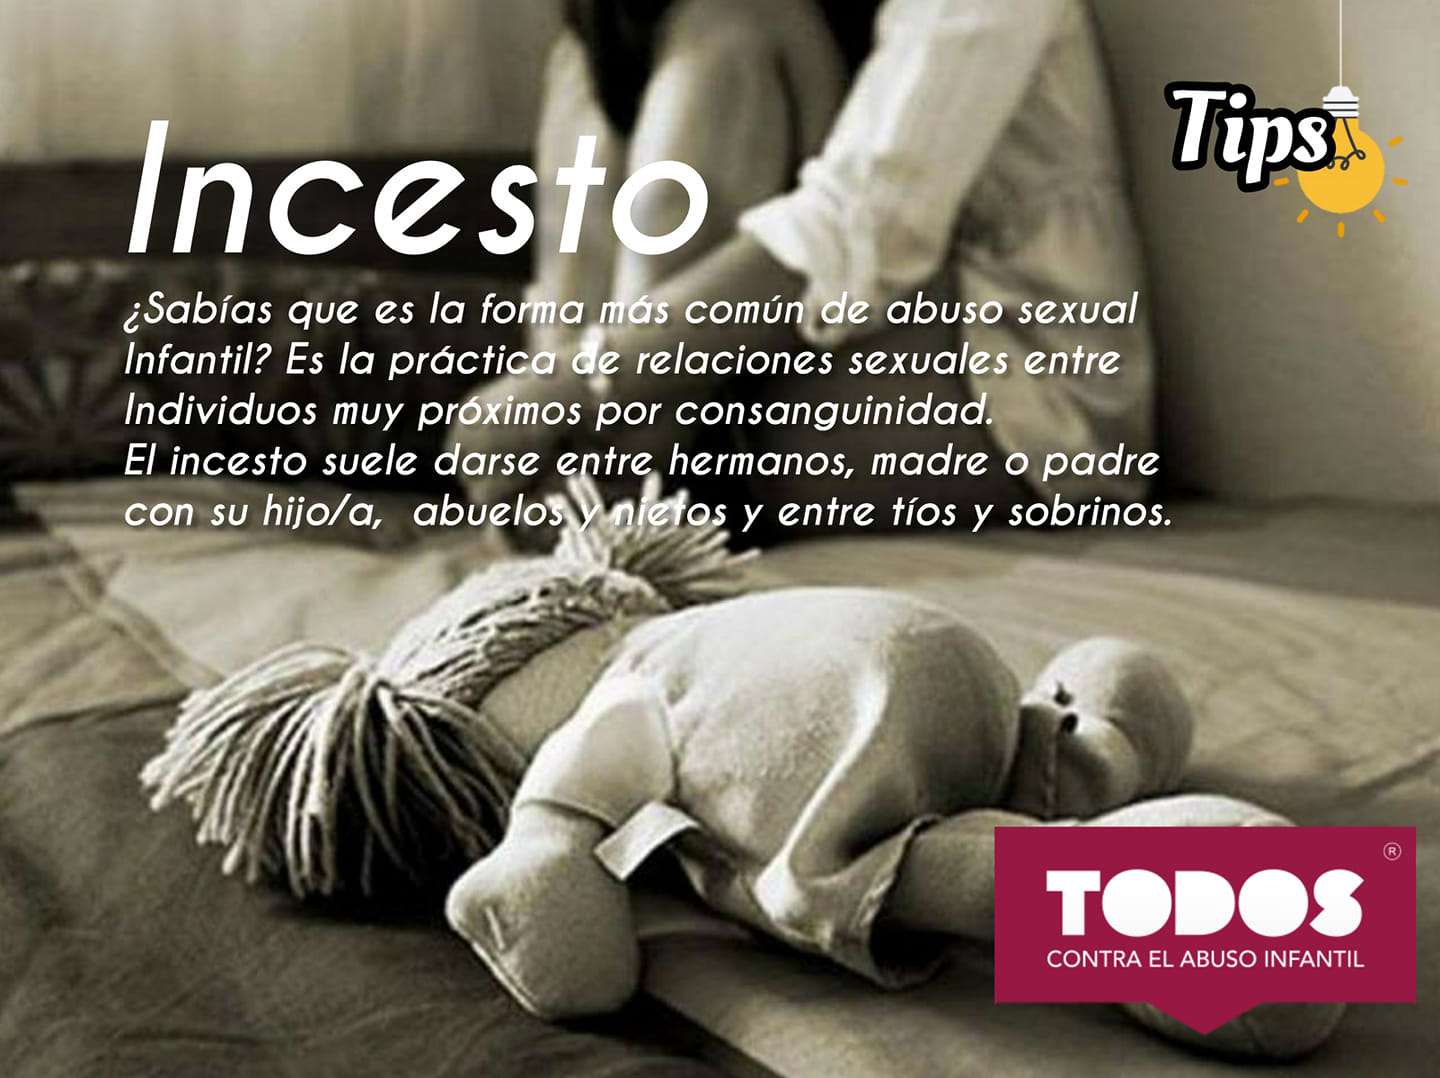 Tips
Incesto
¿Sabías que es la forma más común de abuso sexual
Infantil? Es la práctica de relaciones sexuales entre
Individuos muy próximos por consanguinidad.
El incesto suele darse entre hermanos, madre o padre
con su hijo/a, abuelos y nietos y entre tíos y sobrinos.
®
TODOS
CONTRA EL ABUSO INFANTIL